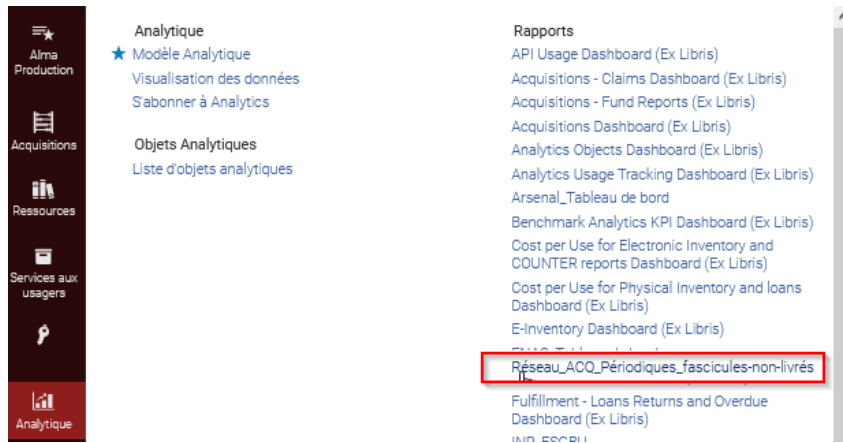 Alma
Production
Acquisitions
Ressources
Services aux
usagers
Analytique
Analytique
Modèle Analytique
Visualisation des données
S'abonner à Analytics
Objets Analytiques
Liste d'objets analytiques
Rapports
API Usage Dashboard (Ex Libris)
Acquisitions - Claims Dashboard (Ex Libris)
Acquisitions - Fund Reports (Ex Libris)
Acquisitions Dashboard (Ex Libris)
Analytics Objects Dashboard (Ex Libris)
Analytics Usage Tracking Dashboard (Ex Libris)
Arsenal_Tableau de bord
Benchmark Analytics KPI Dashboard (Ex Libris)
Cost per Use for Electronic Inventory and
COUNTER reports Dashboard (Ex Libris)
Cost per Use for Physical Inventory and loans
Dashboard (Ex Libris)
E-Inventory Dashboard (Ex Libris)
Réseau_ACQ_Périodiques_fascicules-non-livrés
Fulfillment - Loans Returns and Overdue
Dashboard (Ex Libris)